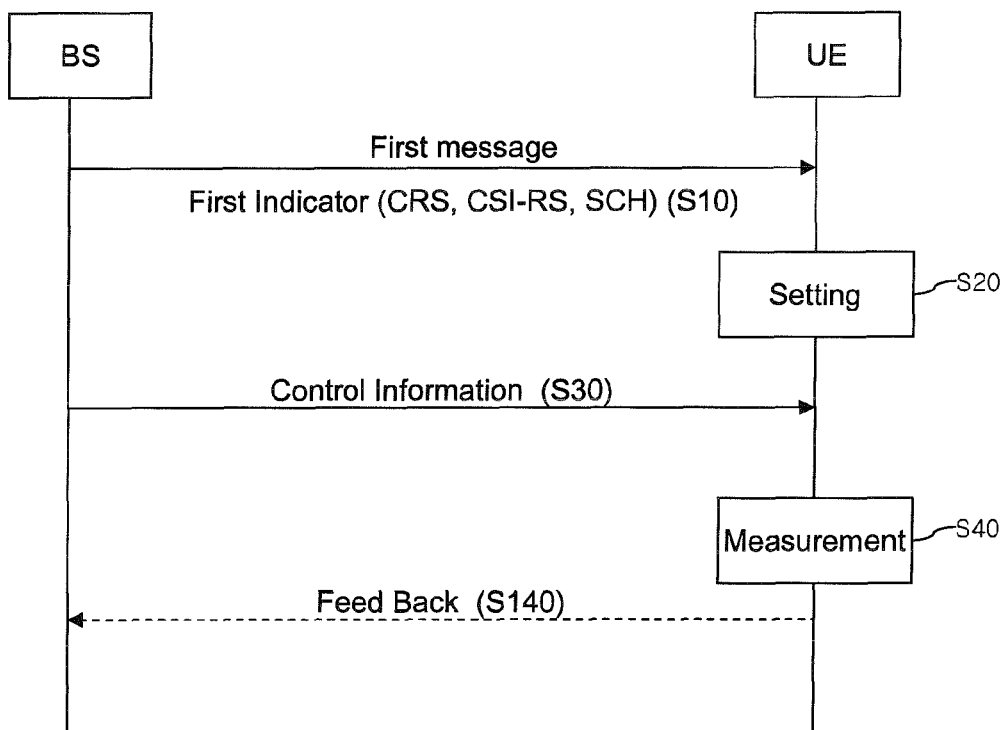 BS
UE
First message
First Indicator (CRS, CSI-RS, SCH) (S10)
Setting
S20
Control Information (S30)
Measurement
S40
Feed Back (S140)